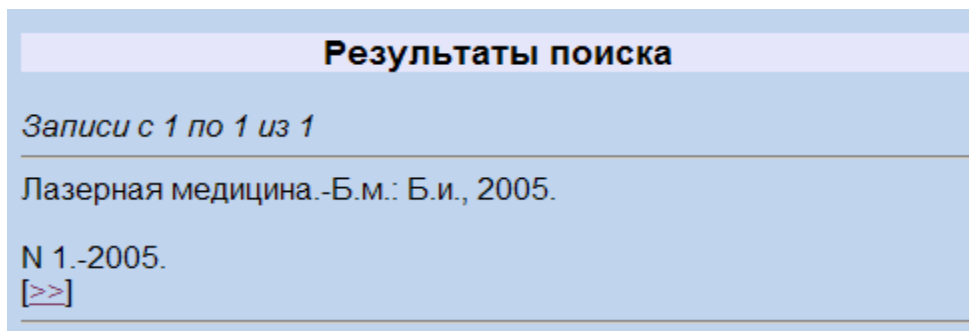 Результаты поиска
Записи с 1 по 1 из 1
Лазерная медицина.-Б.м.: Б.и., 2005.
N 1.-2005.
[>>]